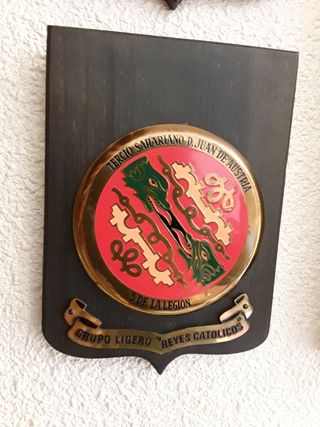 TERCIO SAHARIANO D. JUAN DE AUSTRIA
3 DE LA LEGION
GRUPO LIGERO "REYES CATOLICOS"